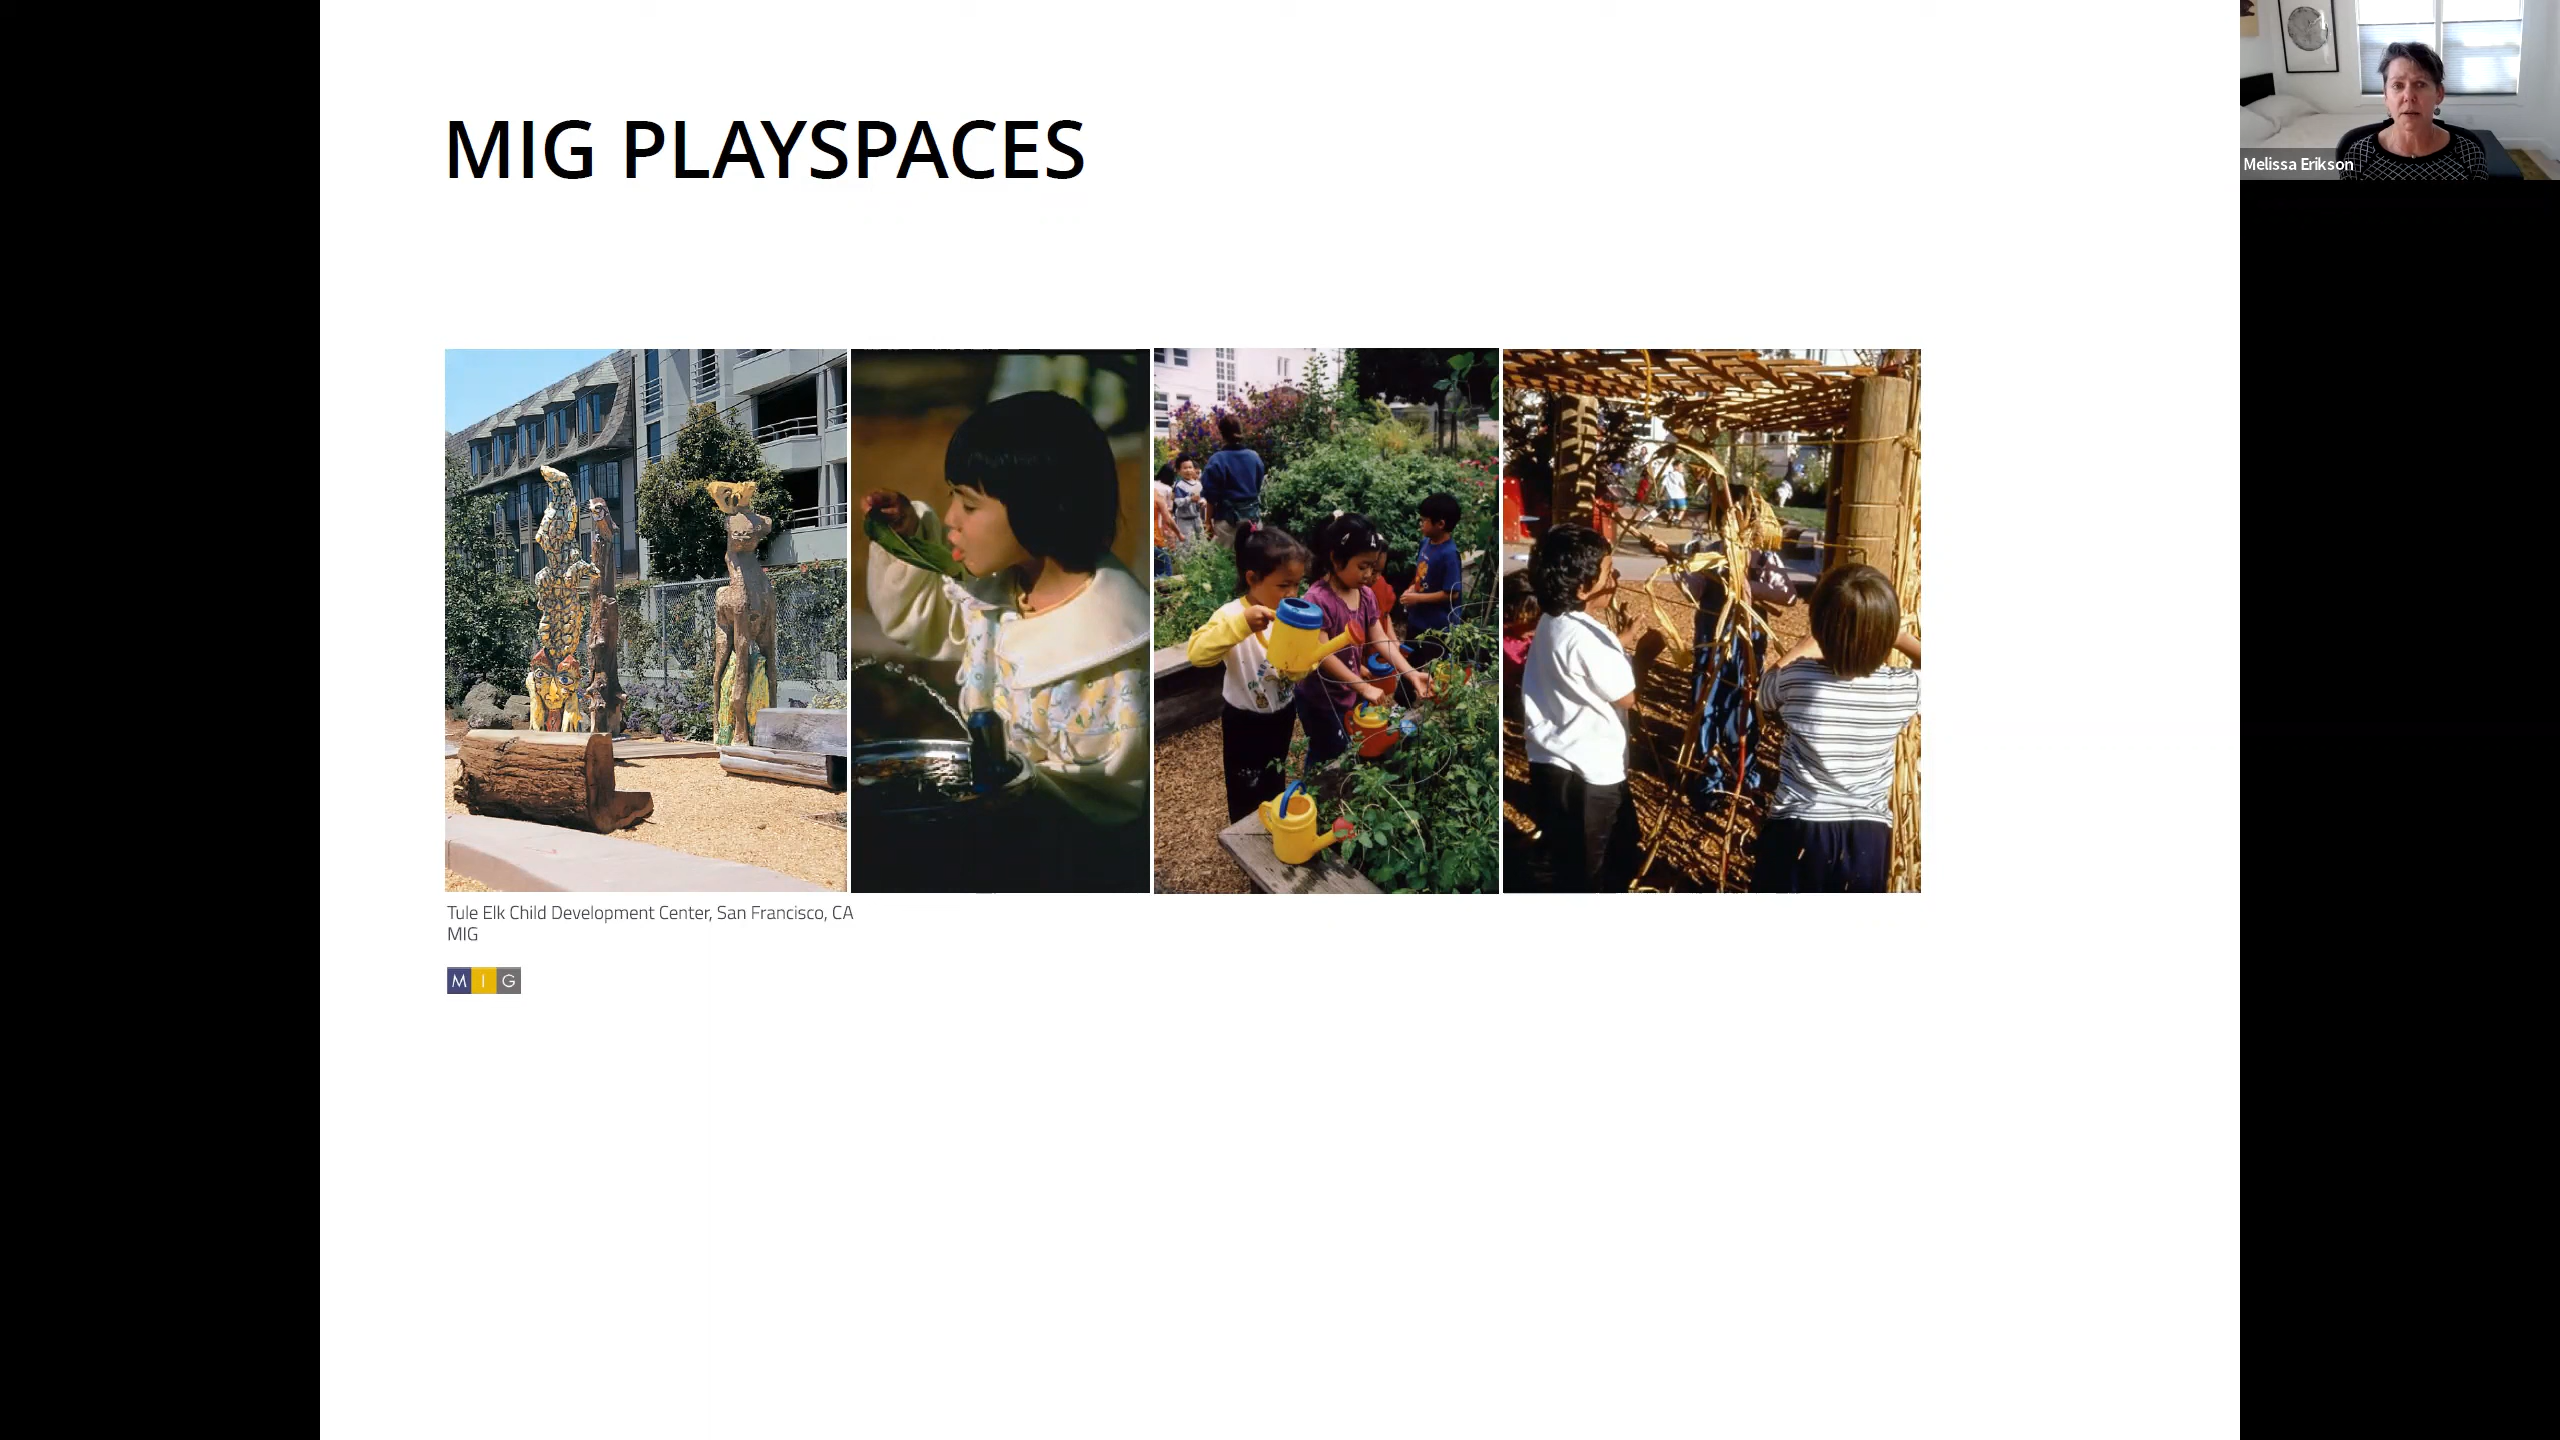 MIG PLAYSPACES
Melissa Erikson
Tule Elk Child Development Center, San Francisco, CA
MIG
M I G